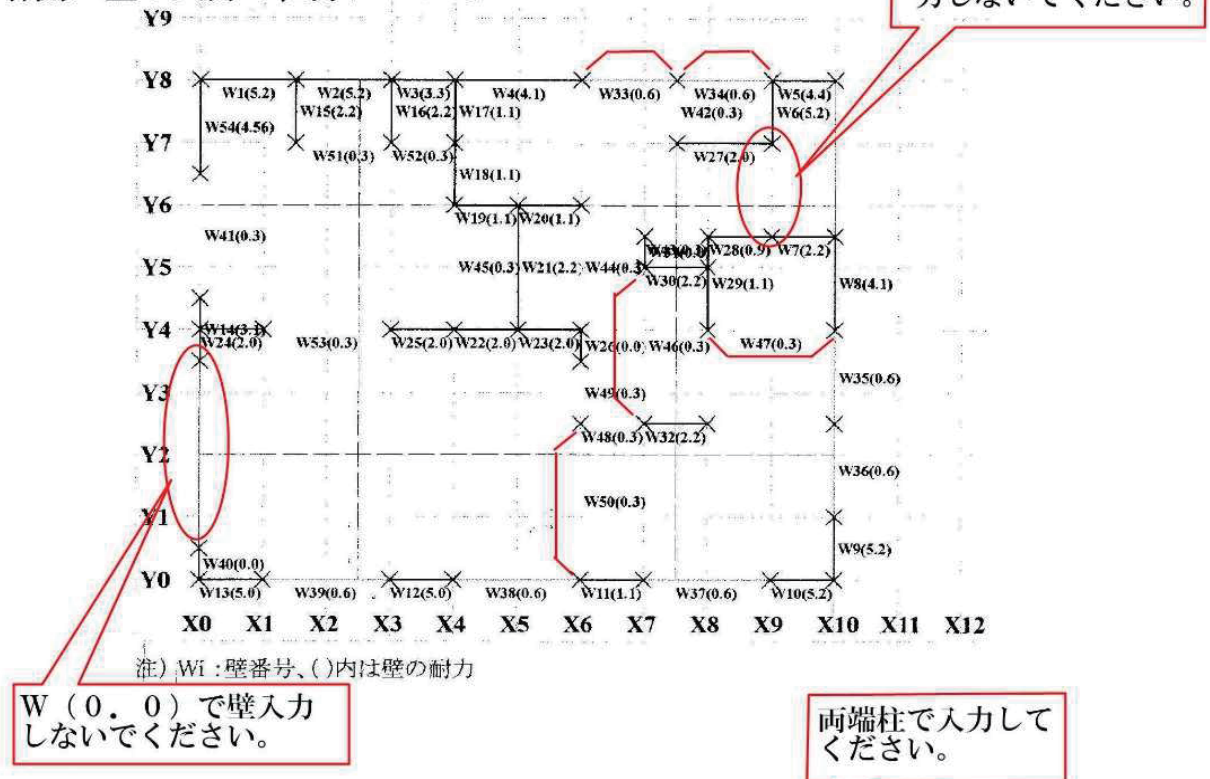 Y9
力しないでください。
Y8
W1(5.2) W2(5.2) W3(3.3) W4(4.1) W33(0.6) W34(0.6) W5(4.4)
W15(2.2) W16(2.2) W17(1.1) W42(0.3) W6(5.2)
W54(4.56)
Y7
W51(0.3) W52(0.3) W27(2.0)
W18(1.1)
Y6
W19(1.1) W20(1.1)
W41(0.3)
W28(0.9) W7(2.2)
Y5
W45(0.3) W21(2.2) W44(0.3)
W30(2.2) W29(1.1) W8(4.1)
Y4
W14(3.1)
W24(2.0) W53(0.3) W25(2.0) W22(2.0) W23(2.0) W26(0.0) W46(0.3) W47(0.3)
W35(0.6)
Y3
W49(0.3)
W48(0.3) W32(2.2)
Y2
W36(0.6)
W50(0.3)
Y1
W9(5.2)
W40(0.0)
Y0
W13(5.0) W39(0.6) W12(5.0) W38(0.6) W11(1.1) W37(0.6) W10(5.2)
X0 X1 X2 X3 X4 X5 X6 X7 X8 X9 X10 X11 X12
注) Wi :壁番号、( )内は壁の耐力
W(0.0)で壁入力
しないでください。
両端柱で入力して
ください。